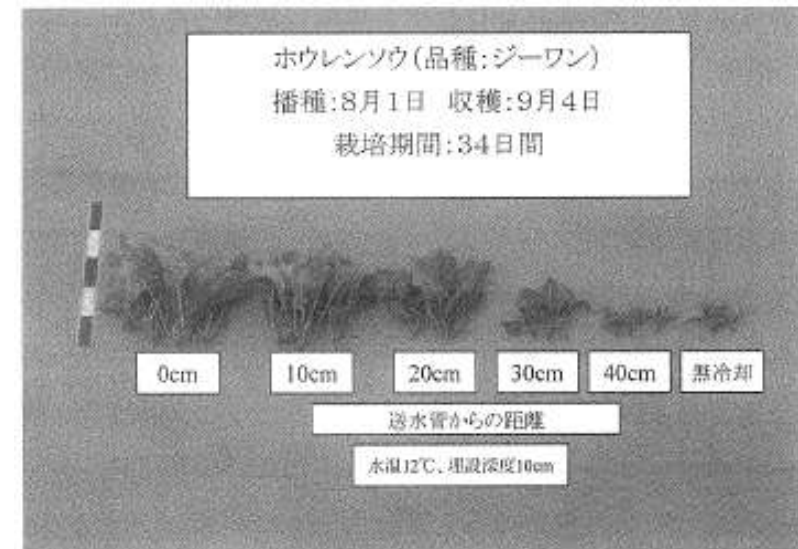 ホウレンソウ(品種:ジーワン)
播種:8月1日 収穫:9月4日
栽培期間:34日間
0cm 10cm 20cm 30cm 40cm 無冷却
送水管からの距離
水温12℃、埋設深度10cm